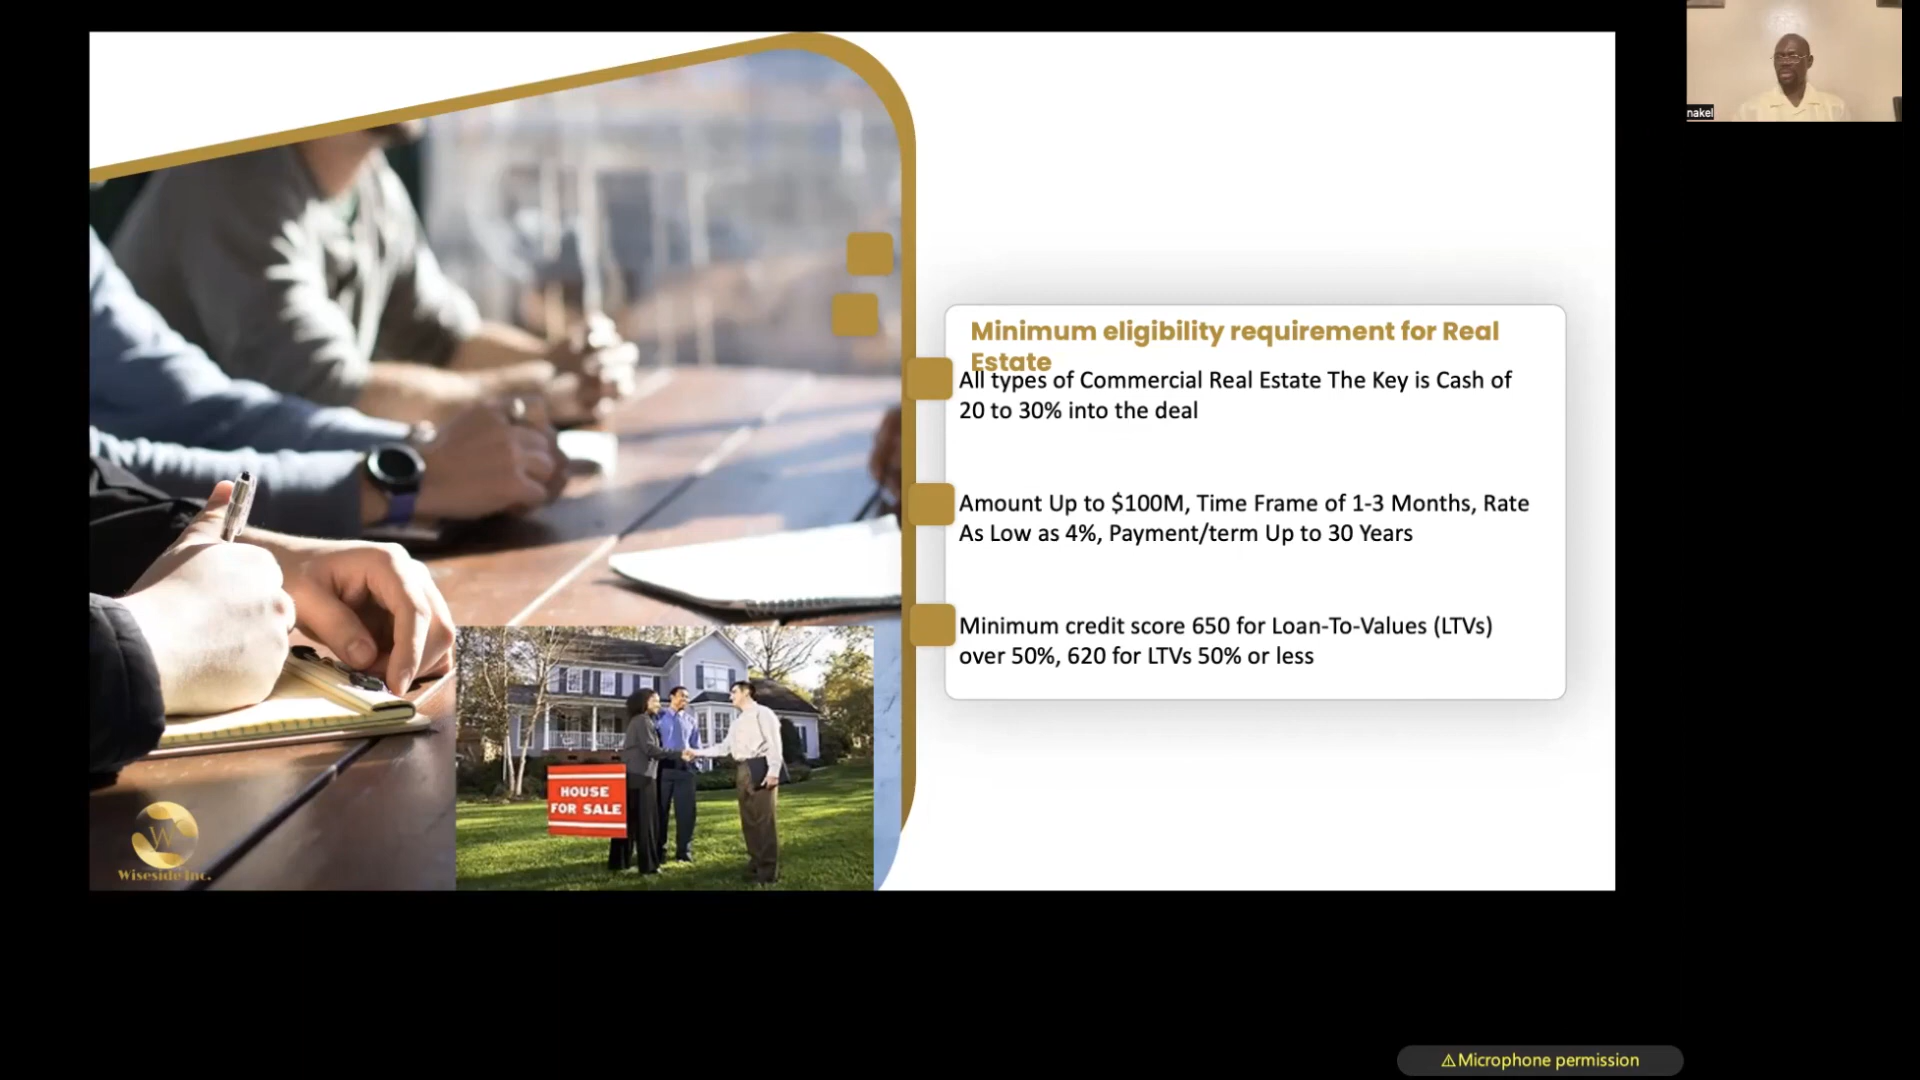 nakel
Minimum eligibility requirement for Real
Estate
All types of Commercial Real Estate The Key is Cash of
20 to 30% into the deal
Amount Up to $100M, Time Frame of 1-3 Months, Rate
As Low as 4%, Payment/term Up to 30 Years
Minimum credit score 650 for Loan-To-Values (LTVs)
over 50%, 620 for LTVs 50% or less
HOUSE
FOR SALE
W
Wiseside Inc.
⚠Microphone permission